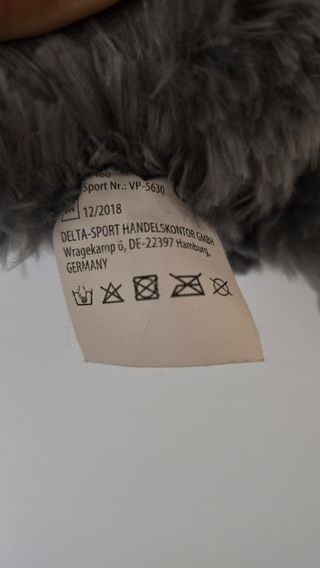 Sport Nr.: VP-5630
12/2018
DELTA-SPORT HANDELSKONTOR GMBH
Wragekamp 6, DE-22397 Hamburg,
GERMANY